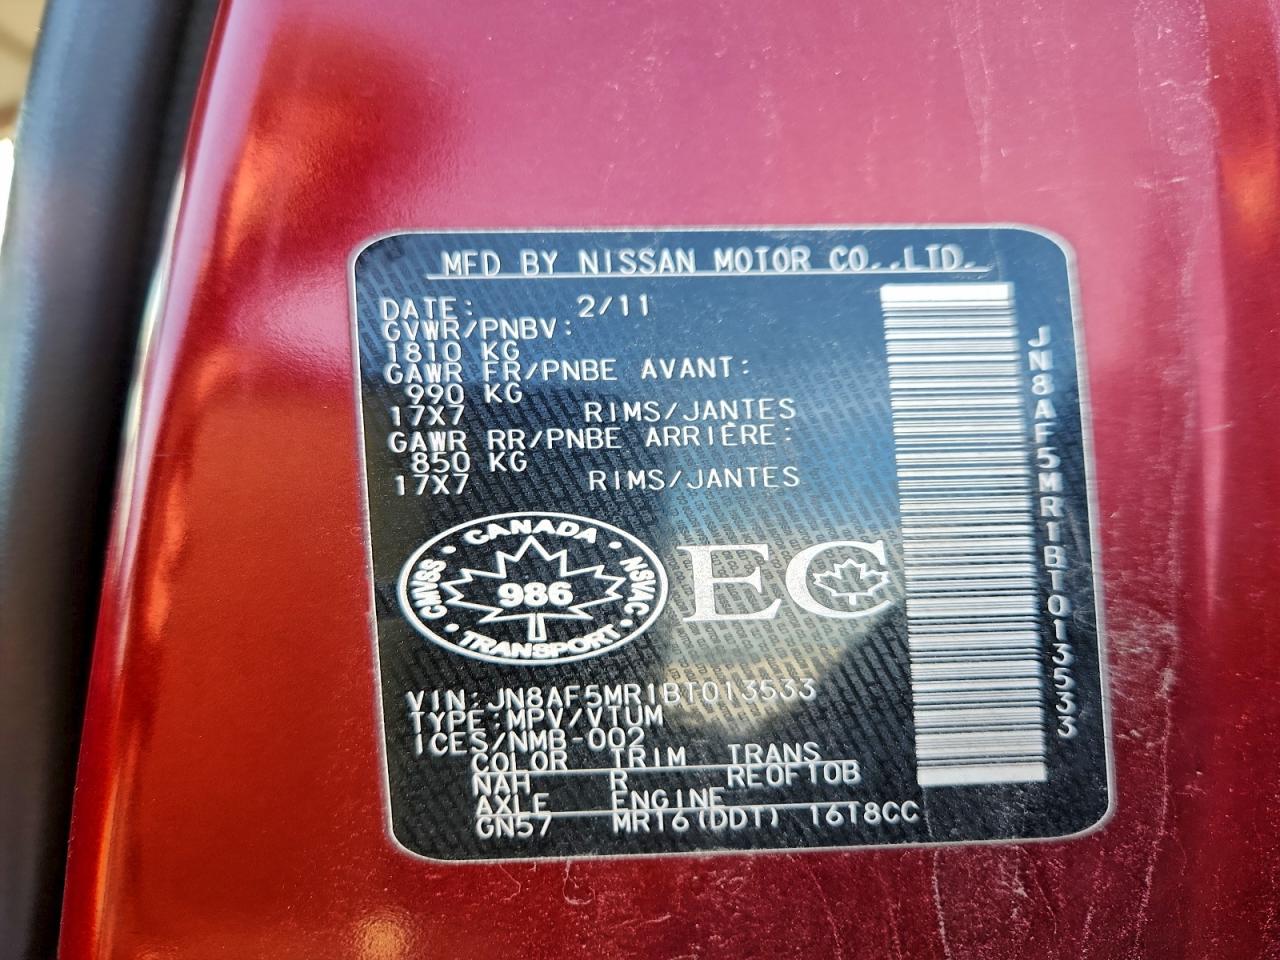 MFD BY NISSAN MOTOR CO.,LTD.
DATE: 2/11
GVWR/PNBV:
1810 KG
GAWR FR/PNBE AVANT:
990 KG
17X7 RIMS/JANTES
GAWR RR/PNBE ARRIÈRE:
850 KG
17X7 RIMS/JANTES
CANADA
CMVSS • 986 • NSVAC
TRANSPORT
EC
VIN: JN8AF5MR1BT013533
TYPE:MPV/VTUM
ICES/NMB-002
COLOR TRIM TRANS
NAH R RE0F10B
AXLE ENGINE
GN57 MR16(DDT) 1618CC
JN8AF5MR1BT013533